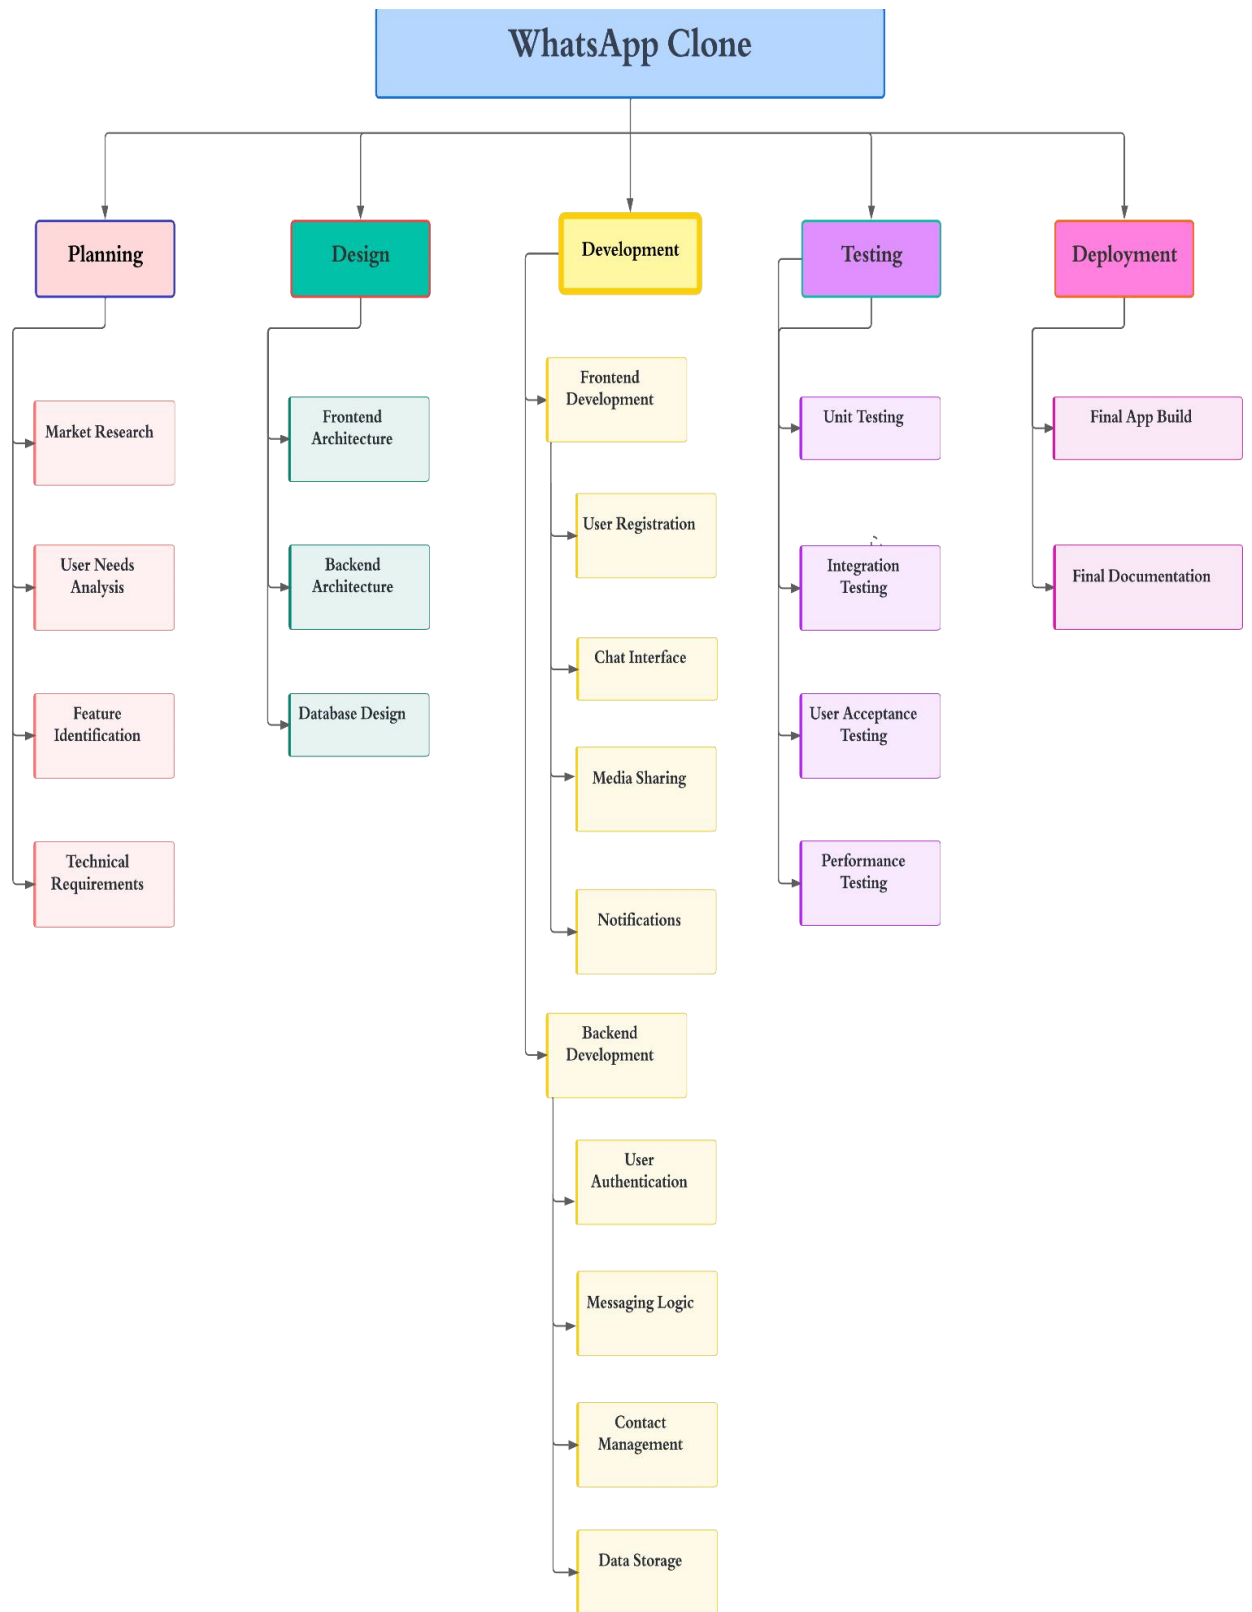 WhatsApp Clone
Planning
Design
Development
Testing
Deployment
Market Research
User Needs
Analysis
Feature
Identification
Technical
Requirements
Frontend
Architecture
Backend
Architecture
Database Design
Frontend
Development
User Registration
Chat Interface
Media Sharing
Notifications
Backend
Development
User
Authentication
Messaging Logic
Contact
Management
Data Storage
Unit Testing
Integration
Testing
User Acceptance
Testing
Performance
Testing
Final App Build
Final Documentation